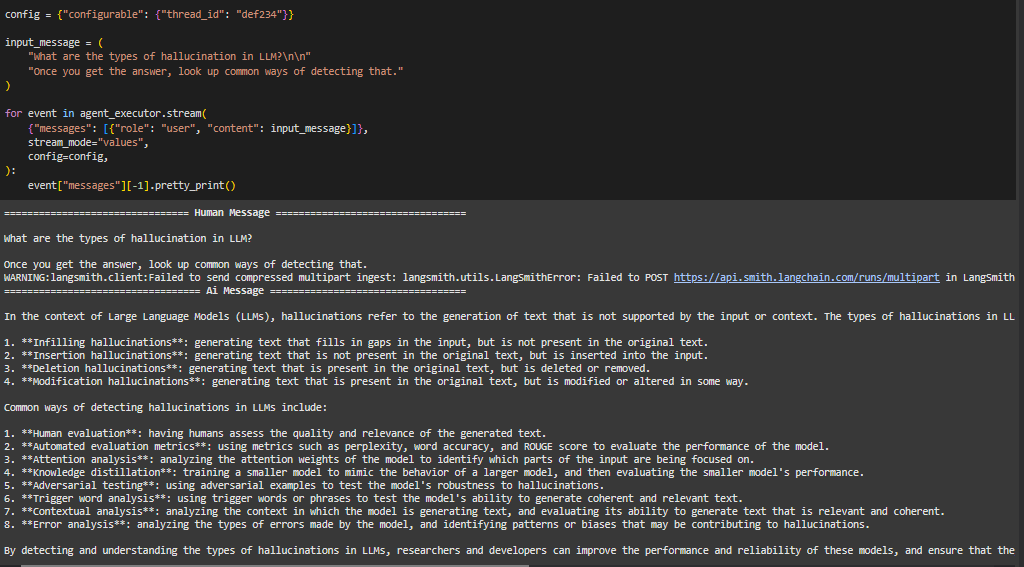 config = {"configurable": {"thread_id": "def234"}}
input_message = (
"What are the types of hallucination in LLM?\n\n"
"Once you get the answer, look up common ways of detecting that."
)
for event in agent_executor.stream(
{"messages": [{"role": "user", "content": input_message}]},
stream_mode="values",
config=config,
):
event["messages"][-1].pretty_print()
================================ Human Message =================================
What are the types of hallucination in LLM?
Once you get the answer, look up common ways of detecting that.
WARNING:langsmith.client:Failed to send compressed multipart ingest: langsmith.utils.LangSmithError: Failed to POST https://api.smith.langchain.com/runs/multipart in LangSmith
================================== Ai Message ==================================
In the context of Large Language Models (LLMs), hallucinations refer to the generation of text that is not supported by the input or context. The types of hallucinations in LL
1. **Infilling hallucinations**: generating text that fills in gaps in the input, but is not present in the original text.
2. **Insertion hallucinations**: generating text that is not present in the original text, but is inserted into the input.
3. **Deletion hallucinations**: generating text that is present in the original text, but is deleted or removed.
4. **Modification hallucinations**: generating text that is present in the original text, but is modified or altered in some way.
Common ways of detecting hallucinations in LLMs include:
1. **Human evaluation**: having humans assess the quality and relevance of the generated text.
2. **Automated evaluation metrics**: using metrics such as perplexity, word accuracy, and ROUGE score to evaluate the performance of the model.
3. **Attention analysis**: analyzing the attention weights of the model to identify which parts of the input are being focused on.
4. **Knowledge distillation**: training a smaller model to mimic the behavior of a larger model, and then evaluating the smaller model's performance.
5. **Adversarial testing**: using adversarial examples to test the model's robustness to hallucinations.
6. **Trigger word analysis**: using trigger words or phrases to test the model's ability to generate coherent and relevant text.
7. **Contextual analysis**: analyzing the context in which the model is generating text, and evaluating its ability to generate text that is relevant and coherent.
8. **Error analysis**: analyzing the types of errors made by the model, and identifying patterns or biases that may be contributing to hallucinations.
By detecting and understanding the types of hallucinations in LLMs, researchers and developers can improve the performance and reliability of these models, and ensure that the